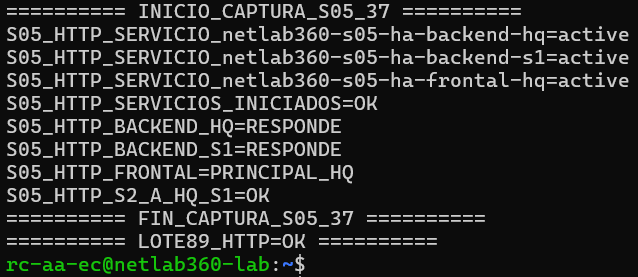 ========== INICIO_CAPTURA_S05_37 ==========
S05_HTTP_SERVICIO_netlab360-s05-ha-backend-hq=active
S05_HTTP_SERVICIO_netlab360-s05-ha-backend-s1=active
S05_HTTP_SERVICIO_netlab360-s05-ha-frontal-hq=active
S05_HTTP_SERVICIOS_INICIADOS=OK
S05_HTTP_BACKEND_HQ=RESPONDE
S05_HTTP_BACKEND_S1=RESPONDE
S05_HTTP_FRONTAL=PRINCIPAL_HQ
S05_HTTP_S2_A_HQ_S1=OK
========== FIN_CAPTURA_S05_37 ==========
========== LOTE89_HTTP=OK ==========
rc-aa-ec@netlab360-lab:~$